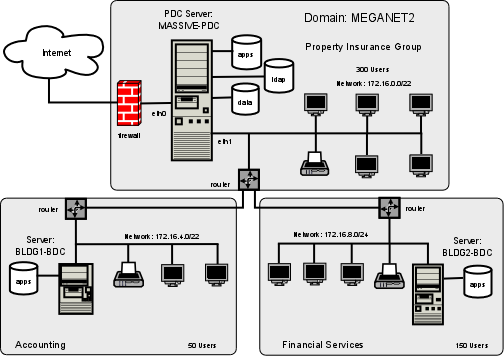 PDC Server:
MASSIVE-PDC
Domain: MEGANET2
Internet
apps
Property Insurance Group
ldap
300 Users
Network: 172.16.0.0/22
data
eth0
firewall
eth1
router
router
router
Server:
BLDG1-BDC
Network: 172.16.4.0/22
Network: 172.16.8.0/24
Server:
BLDG2-BDC
apps
apps
Accounting
50 Users
Financial Services
150 Users